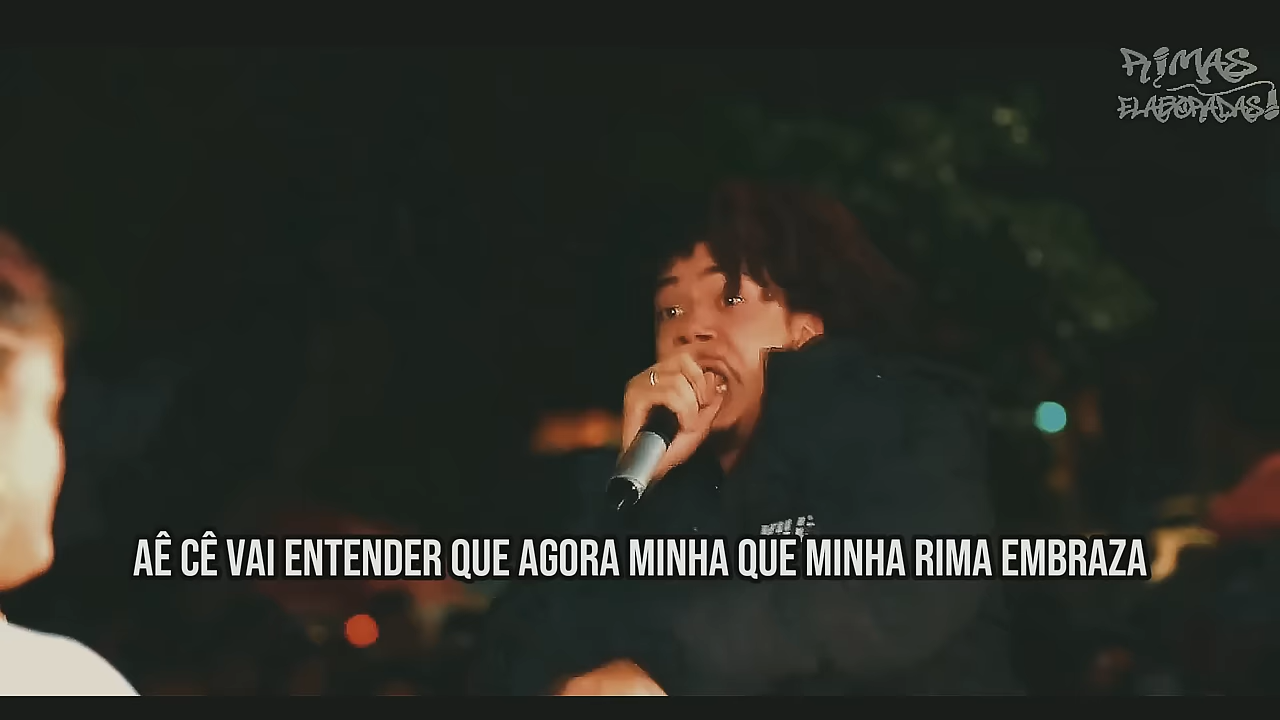 RIMAS
ELABORADAS!
AÊ CÊ VAI ENTENDER QUE AGORA MINHA QUE MINHA RIMA EMBRAZA